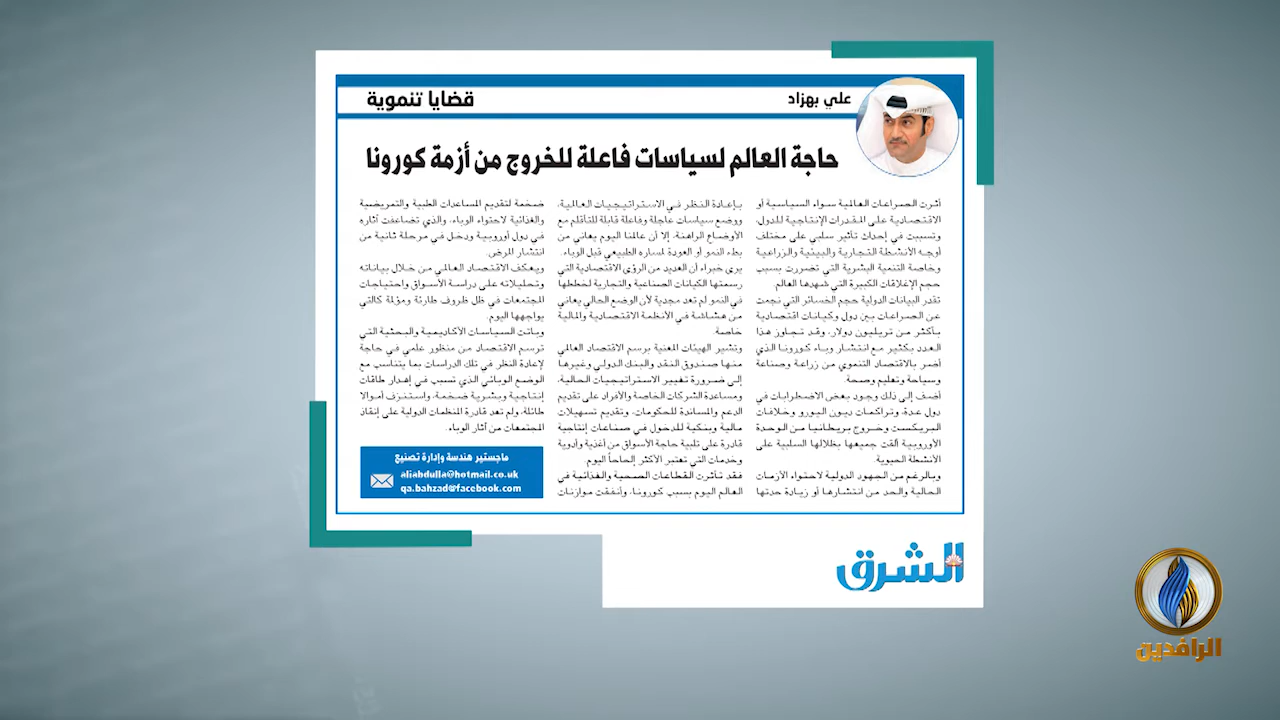 علي بهزاد
قضايا تنموية
حاجة العالم لسياسات فاعلة للخروج من أزمة كورونا
أثـرت الصراعات العالمية سـواء السياسية أو
الاقتصادية على المقدرات الإنتاجية للدول،
وتسببت في إحداث تأثير سلبي على مختلف
أوجه الأنشطة التجارية والبيئية والزراعية
وخاصة التنمية البشرية التي تضررت بسبب
حجم الإغلاقات الكبيرة التي شهدها العالم.
تقدر البيانات الدولية حجم الخسائر التي نجمت
عن الصراعات بين دول وكيانات اقتصادية
بأكثر من تريليون دولار، وقد تجاوز هذا
العدد بكثير مع انتشار وباء كورونا الذي
أضر بالاقتصاد التنموي من زراعة وصناعة
وسياحة وتعليم وصحة.
أضف إلى ذلك وجود بعض الاضطرابات في
دول عدة، وتراكمات ديون اليورو وخلافات
البريكست وخروج بريطانيا من الوحدة
الأوروبية ألقت جميعها بظلالها السلبية على
الأنشطة الحيوية.
وبالرغم من الجهود الدولية لاحتواء الأزمات
الحالية والحد من انتشارها أو زيادة حدتها
بإعادة النظر في الاستراتيجيات العالمية،
ووضع سياسات عاجلة وفاعلة قابلة للتأقلم مع
الأوضاع الراهنة، إلا أن عالمنا اليوم يعاني من
بطء النمو أو العودة لمساره الطبيعي قبل الوباء.
يرى خبراء أن العديد من الرؤى الاقتصادية التي
رسمتها الكيانات الصناعية والتجارية لخططها
في النمو لم تعد مجدية لأن الوضع الحالي يعاني
من هشاشة في الأنظمة الاقتصادية والمالية
خاصة.
وتشير الهيئات المعنية برسم الاقتصاد العالمي
منها صندوق النقد والبنك الدولي وغيرها
إلى ضرورة تغيير الاستراتيجيات الحالية،
ومساعدة الشركات الخاصة والأفراد على تقديم
الدعم والمساندة للحكومات، وتقديم تسهيلات
مالية وبنكية للدخول في صناعات إنتاجية
قادرة على تلبية حاجة الأسواق من أغذية وأدوية
وخدمات التي تعتبر الأكثر إلحاحاً اليوم.
فقد تأثرت القطاعات الصحية والغذائية في
العالم اليوم بسبب كورونا، وأنفقت موازنات
ضخمة لتقديم المساعدات الطبية والتمريضية
والغذائية لاحتواء الوباء، والذي تضاعفت آثاره
في دول أوروبية ودخل في مرحلة ثانية من
انتشار المرض.
ويعكف الاقتصاد العالمي من خلال بياناته
وتحليلاته على دراسة الأسواق واحتياجات
المجتمعات في ظل ظروف طارئة ومؤلة كالتي
يواجهها اليوم.
وباتت السياسات الأكاديمية والبحثية التي
ترسم الاقتصاد من منظور علمي في حاجة
لإعادة النظر في تلك الدراسات بما يتناسب مع
الوضع الوبائي الذي تسبب في إهدار طاقات
إنتاجية وبشرية ضخمة، واستنزف أموالا
طائلة، ولم تعد قادرة المنظمات الدولية على إنقاذ
المجتمعات من آثار الوباء.
ماجستير هندسة وإدارة تصنيع
aliabdulla@hotmail.co.uk
qa.bahzad@facebook.com
الشرق
الرافدين